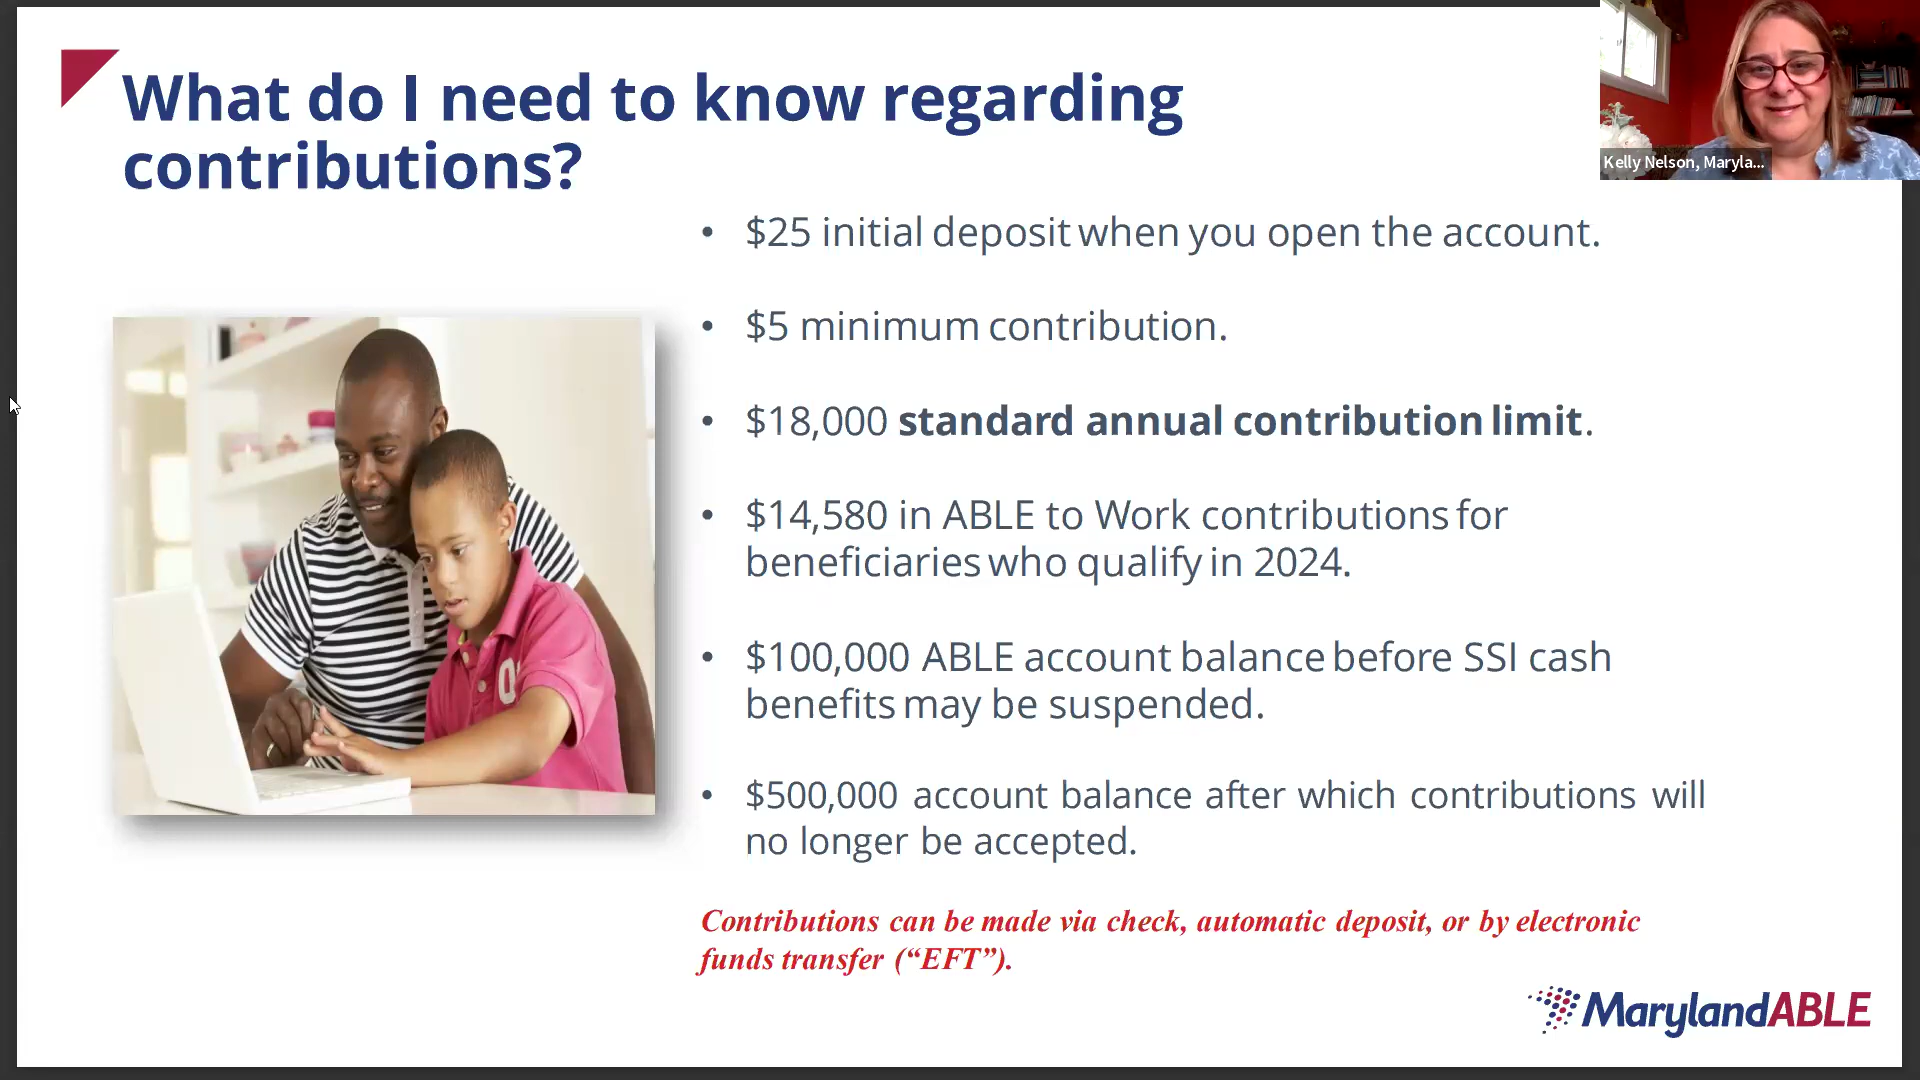 What do I need to know regarding
contributions?
Kelly Nelson, Maryla...
• $25 initial deposit when you open the account.
• $5 minimum contribution.
• $18,000 standard annual contribution limit.
• $14,580 in ABLE to Work contributions for
beneficiaries who qualify in 2024.
• $100,000 ABLE account balance before SSI cash
benefits may be suspended.
• $500,000 account balance after which contributions will
no longer be accepted.
Contributions can be made via check, automatic deposit, or by electronic
funds transfer (“EFT”).
MarylandABLE